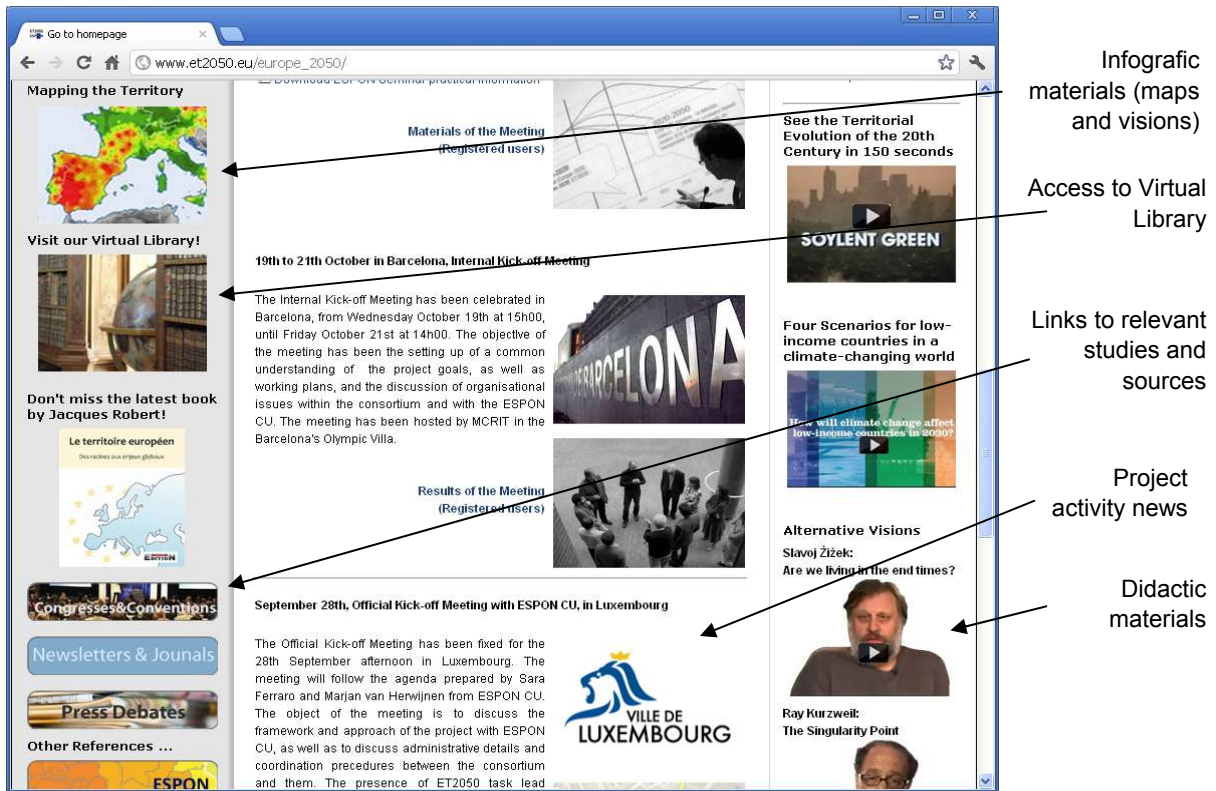 Go to homepage
www.et2050.eu/europe_2050/
Mapping the Territory
Visit our Virtual Library!
Don't miss the latest book
by Jacques Robert!
Le territoire européen
Des racines aux enjeux globaux
EDITION
Congresses&Conventions
Newsletters & Jounals
Press Debates
Other References ...
ESPON
Download ESPON Seminar practical information
Materials of the Meeting
(Registered users)
2020-2050
19th to 21th October in Barcelona, Internal Kick-off Meeting
The Internal Kick-off Meeting has been celebrated in
Barcelona, from Wednesday October 19th at 15h00,
until Friday October 21st at 14h00. The objective of
the meeting has been the setting up of a common
understanding of the project goals, as well as
working plans, and the discussion of organisational
issues within the consortium and with the ESPON
CU. The meeting has been hosted by MCRIT in the
Barcelona's Olympic Villa.
BARCELONA
Results of the Meeting
(Registered users)
September 28th, Official Kick-off Meeting with ESPON CU, in Luxembourg
The Official Kick-off Meeting has been fixed for the
28th September afternoon in Luxembourg. The
meeting will follow the agenda prepared by Sara
Ferraro and Marjan van Herwijnen from ESPON CU.
The object of the meeting is to discuss the
framework and approach of the project with ESPON
CU, as well as to discuss administrative details and
coordination precedures between the consortium
and them. The presence of ET2050 task lead
VILLE DE
LUXEMBOURG
See the Territorial
Evolution of the 20th
Century in 150 seconds
SOYLENT GREEN
Four Scenarios for low-
income countries in a
climate-changing world
How will climate change affect
low-income countries in 2030?
Alternative Visions
Slavoj Žižek:
Are we living in the end times?
Ray Kurzweil:
The Singularity Point
Infografic
materials (maps
and visions)
Access to Virtual
Library
Links to relevant
studies and
sources
Project
activity news
Didactic
materials